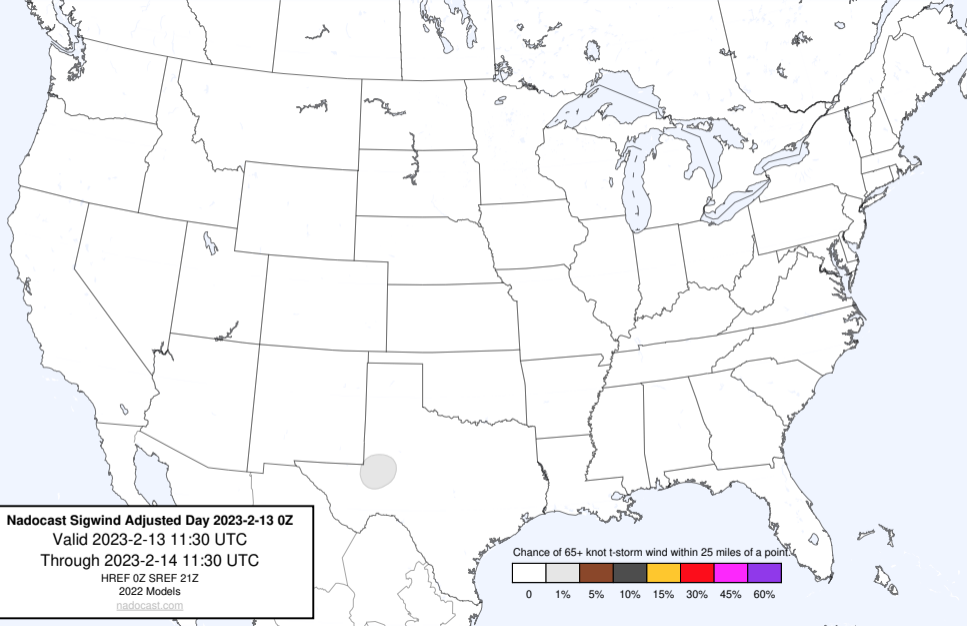 Nadocast Sigwind Adjusted Day 2023-2-13 0Z
Valid 2023-2-13 11:30 UTC
Through 2023-2-14 11:30 UTC
HREF 0Z SREF 21Z
2022 Models
nadocast.com
Chance of 65+ knot t-storm wind within 25 miles of a point.
0 1% 5% 10% 15% 30% 45% 60%